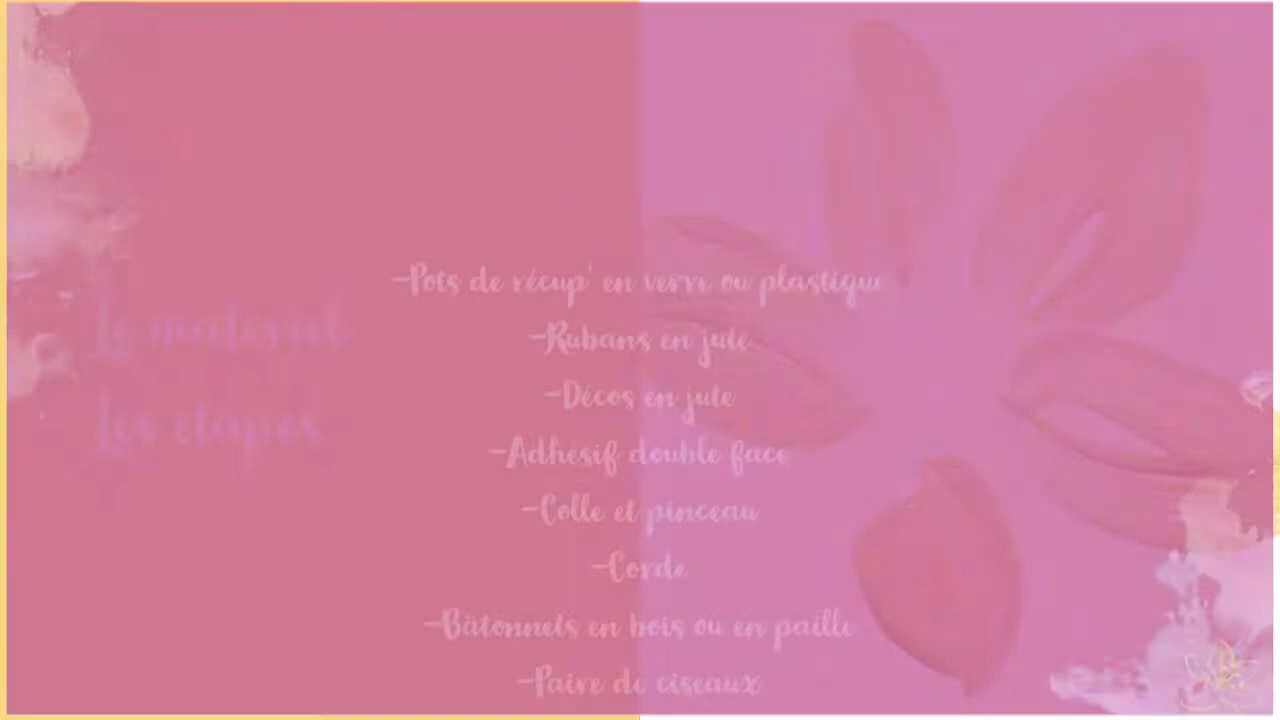 Le matériel
Les étapes
-Pots de récup' en verre ou plastique
-Rubans en jute
-Décos en jute
-Adhésif double face
-Colle et pinceau
-Corde
-Bâtonnets en bois ou en paille
-Paire de ciseaux